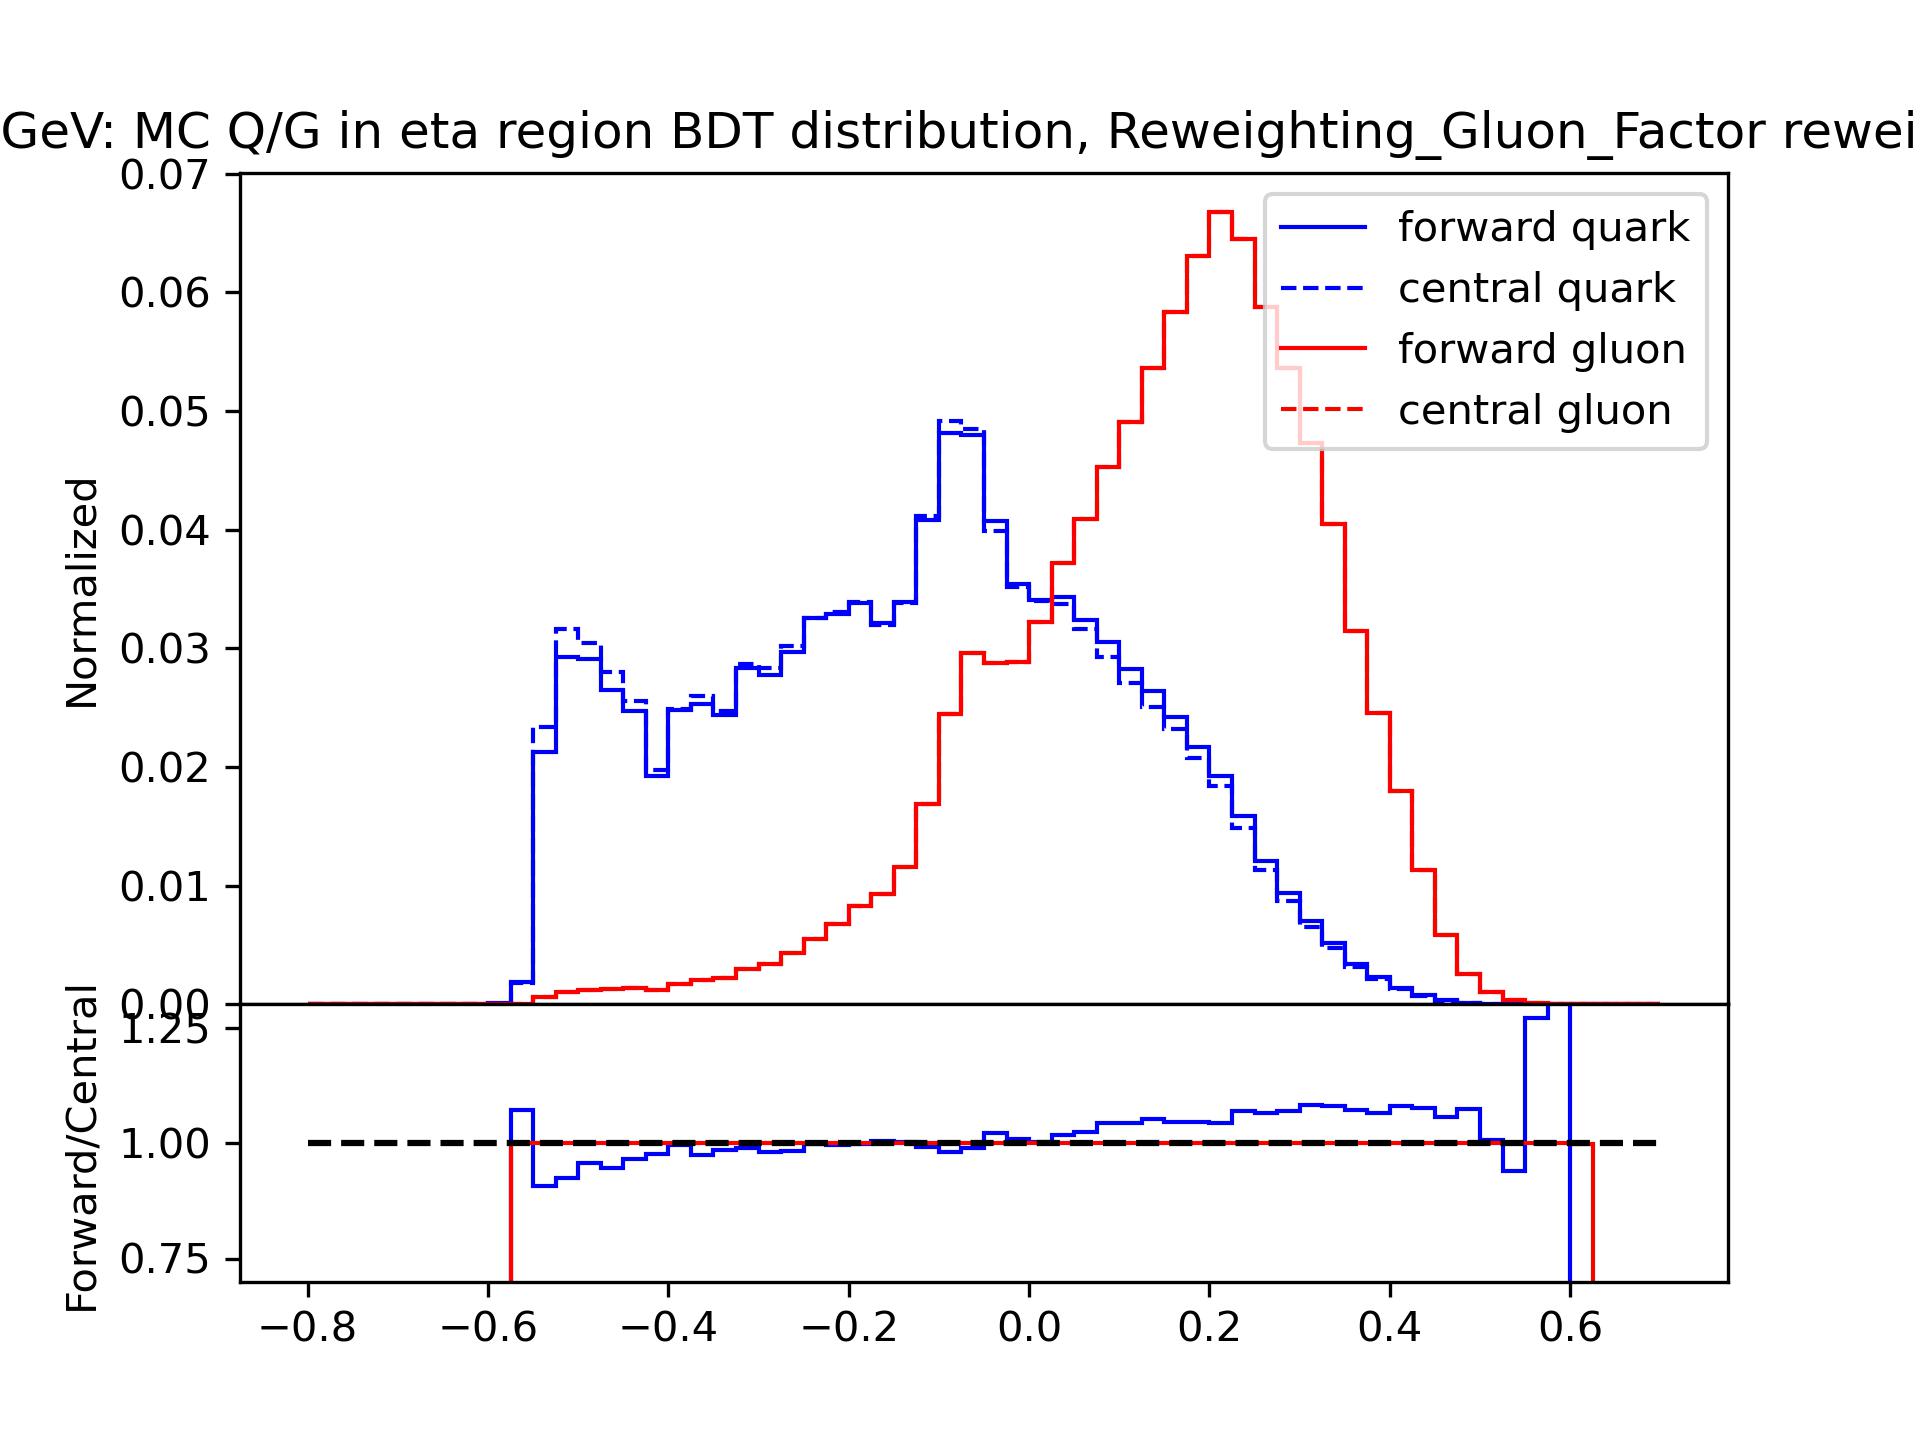 GeV: MC Q/G in eta region BDT distribution, Reweighting_Gluon_Factor rewei
0.07
0.06
0.05
0.04
0.03
0.02
0.01
0.00
Normalized
forward quark
central quark
forward gluon
central gluon
1.25
1.00
0.75
Forward/Central
−0.8 −0.6 −0.4 −0.2 0.0 0.2 0.4 0.6